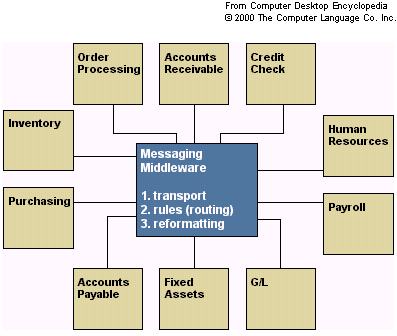 From Computer Desktop Encyclopedia
© 2000 The Computer Language Co. Inc.
Order
Processing
Accounts
Receivable
Credit
Check
Inventory
Human
Resources
Messaging
Middleware
1. transport
2. rules (routing)
3. reformatting
Purchasing
Payroll
Accounts
Payable
Fixed
Assets
G/L